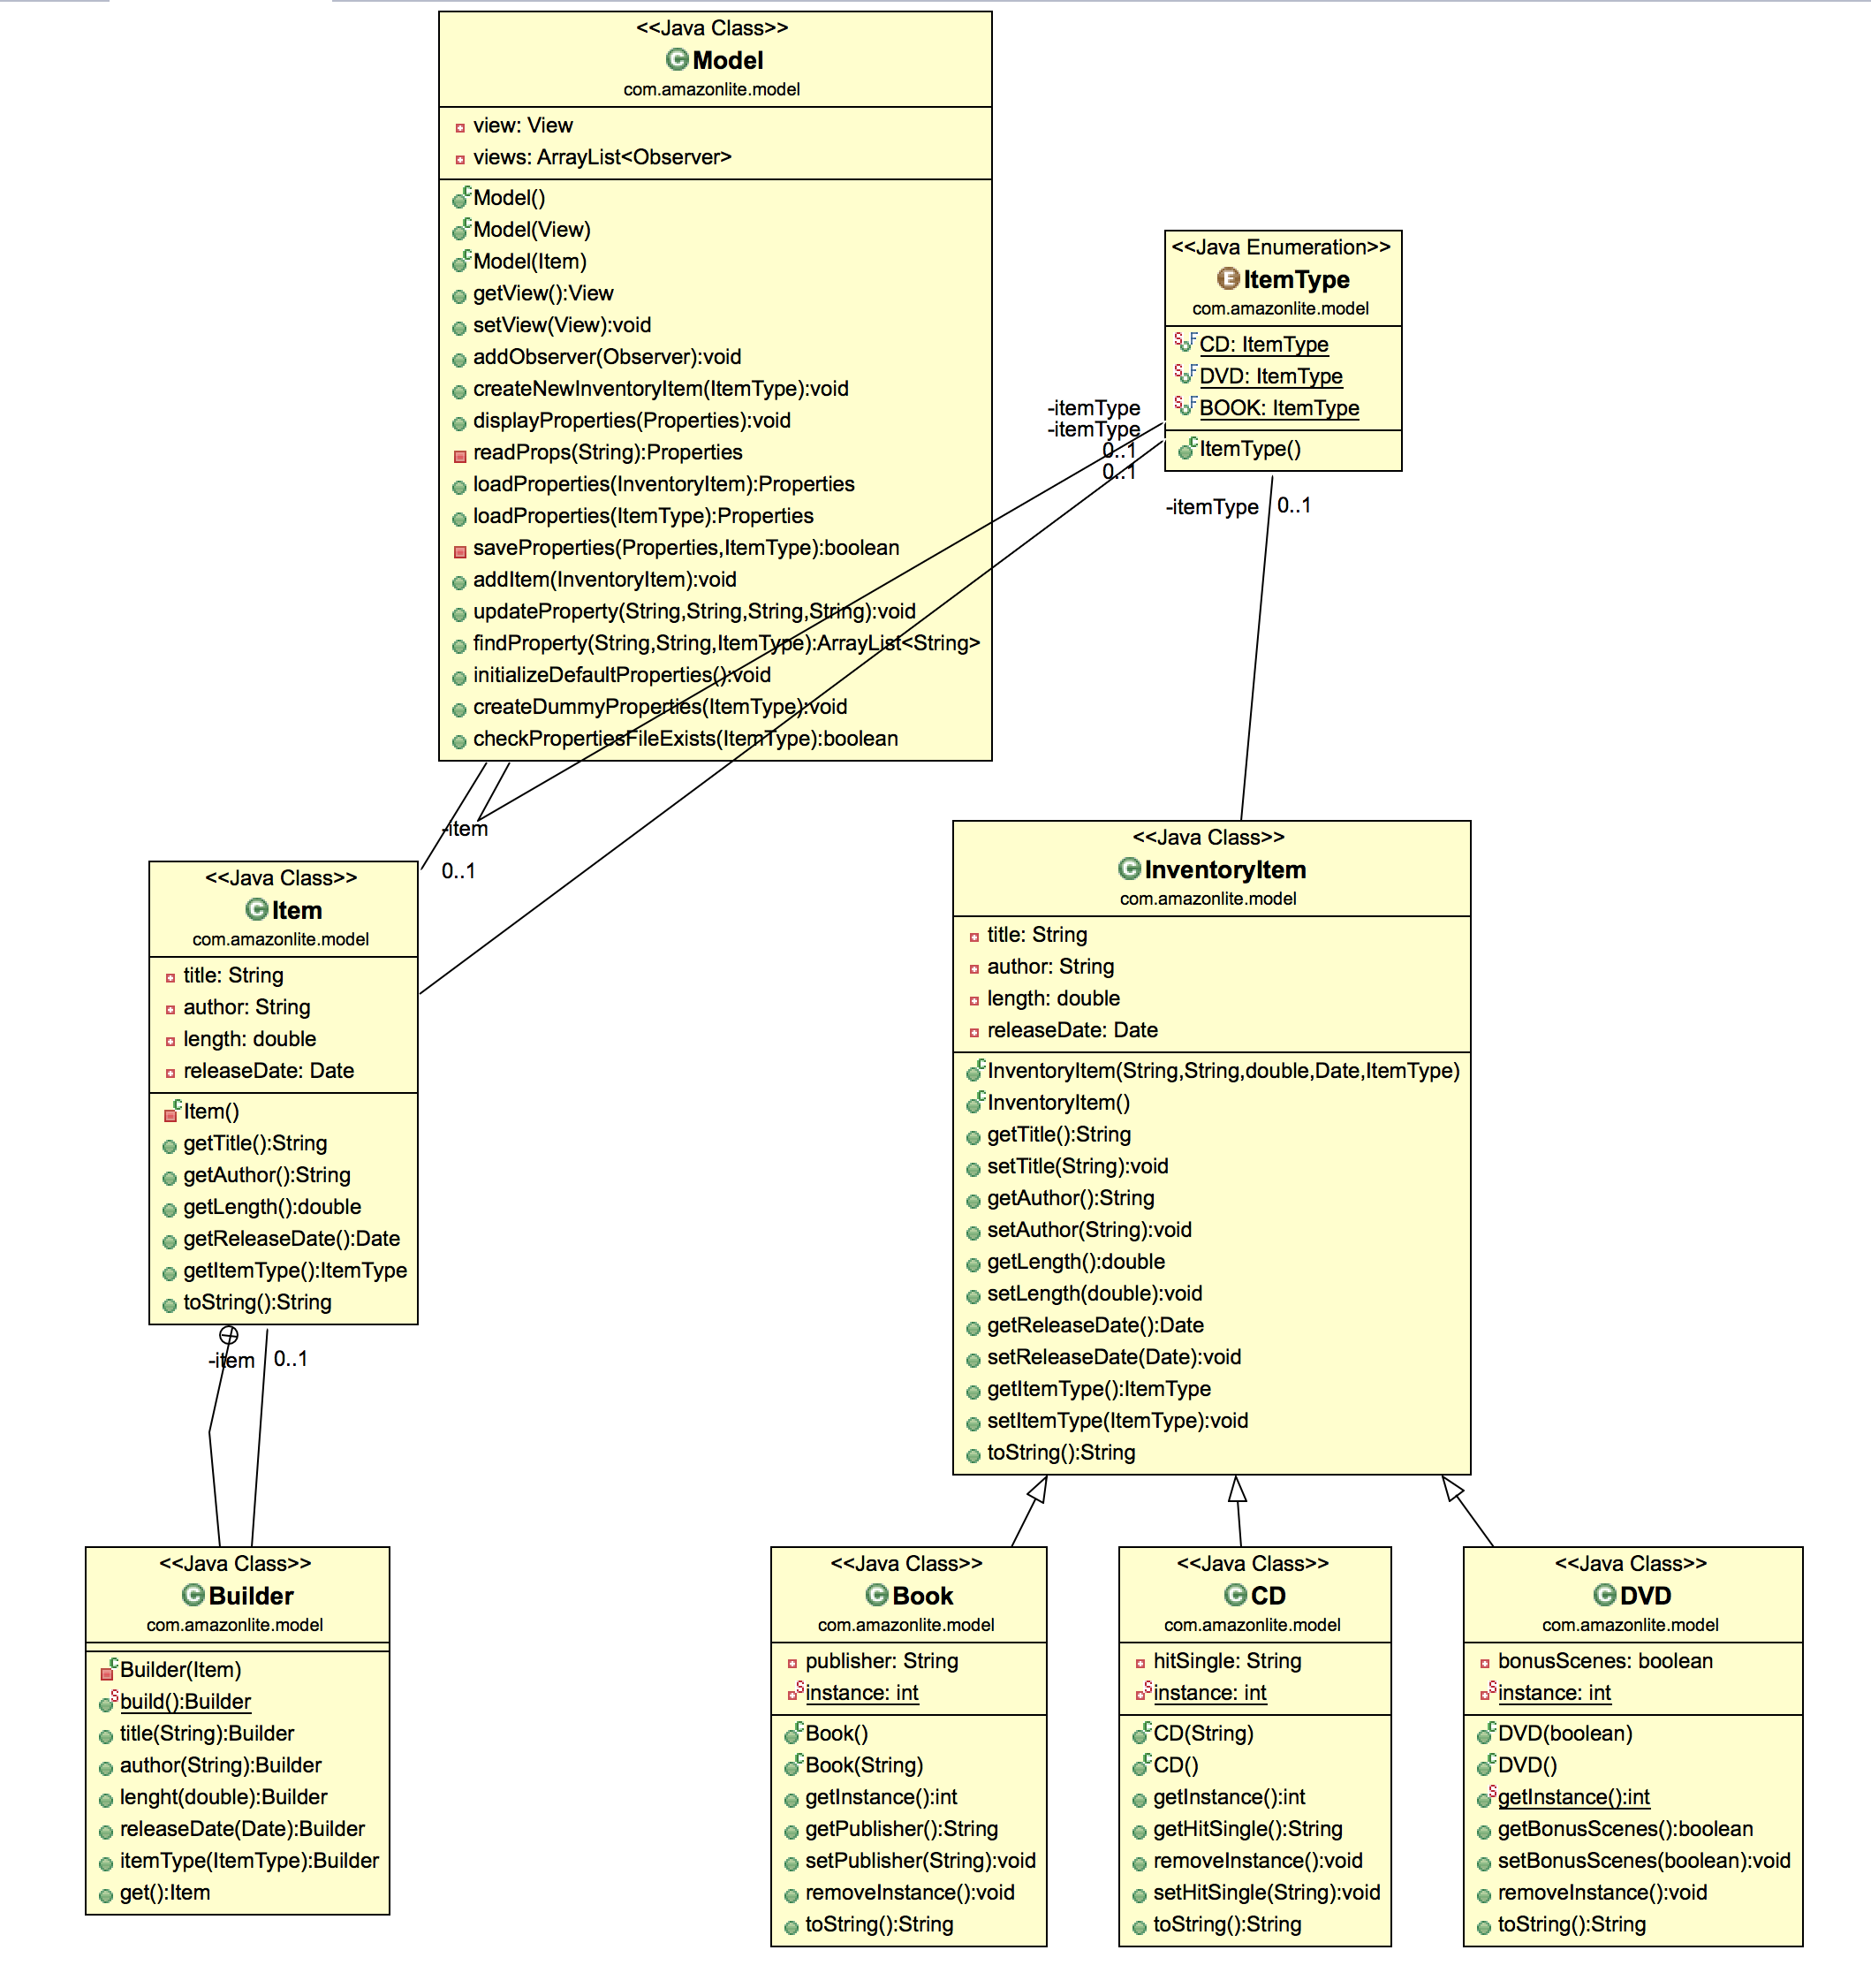 <<Java Class>>
Model
com.amazonlite.model
view: View
views: ArrayList<Observer>
Model()
Model(View)
Model(Item)
getView():View
setView(View):void
addObserver(Observer):void
createNewInventoryItem(ItemType):void
displayProperties(Properties):void
readProps(String):Properties
loadProperties(InventoryItem):Properties
loadProperties(ItemType):Properties
saveProperties(Properties,ItemType):boolean
addItem(InventoryItem):void
updateProperty(String,String,String,String):void
findProperty(String,String,ItemType):ArrayList<String>
initializeDefaultProperties():void
createDummyProperties(ItemType):void
checkPropertiesFileExists(ItemType):boolean
<<Java Enumeration>>
ItemType
com.amazonlite.model
CD: ItemType
DVD: ItemType
BOOK: ItemType
ItemType()
-itemType
-itemType
0..1
0..1
-itemType 0..1
-item
0..1
<<Java Class>>
Item
com.amazonlite.model
title: String
author: String
length: double
releaseDate: Date
Item()
getTitle():String
getAuthor():String
getLength():double
getReleaseDate():Date
getItemType():ItemType
toString():String
-item 0..1
<<Java Class>>
InventoryItem
com.amazonlite.model
title: String
author: String
length: double
releaseDate: Date
InventoryItem(String,String,double,Date,ItemType)
InventoryItem()
getTitle():String
setTitle(String):void
getAuthor():String
setAuthor(String):void
getLength():double
setLength(double):void
getReleaseDate():Date
setReleaseDate(Date):void
getItemType():ItemType
setItemType(ItemType):void
toString():String
<<Java Class>>
Builder
com.amazonlite.model
Builder(Item)
build():Builder
title(String):Builder
author(String):Builder
lenght(double):Builder
releaseDate(Date):Builder
itemType(ItemType):Builder
get():Item
<<Java Class>>
Book
com.amazonlite.model
publisher: String
instance: int
Book()
Book(String)
getInstance():int
getPublisher():String
setPublisher(String):void
removeInstance():void
toString():String
<<Java Class>>
CD
com.amazonlite.model
hitSingle: String
instance: int
CD(String)
CD()
getInstance():int
getHitSingle():String
removeInstance():void
setHitSingle(String):void
toString():String
<<Java Class>>
DVD
com.amazonlite.model
bonusScenes: boolean
instance: int
DVD(boolean)
DVD()
getInstance():int
getBonusScenes():boolean
setBonusScenes(boolean):void
removeInstance():void
toString():String